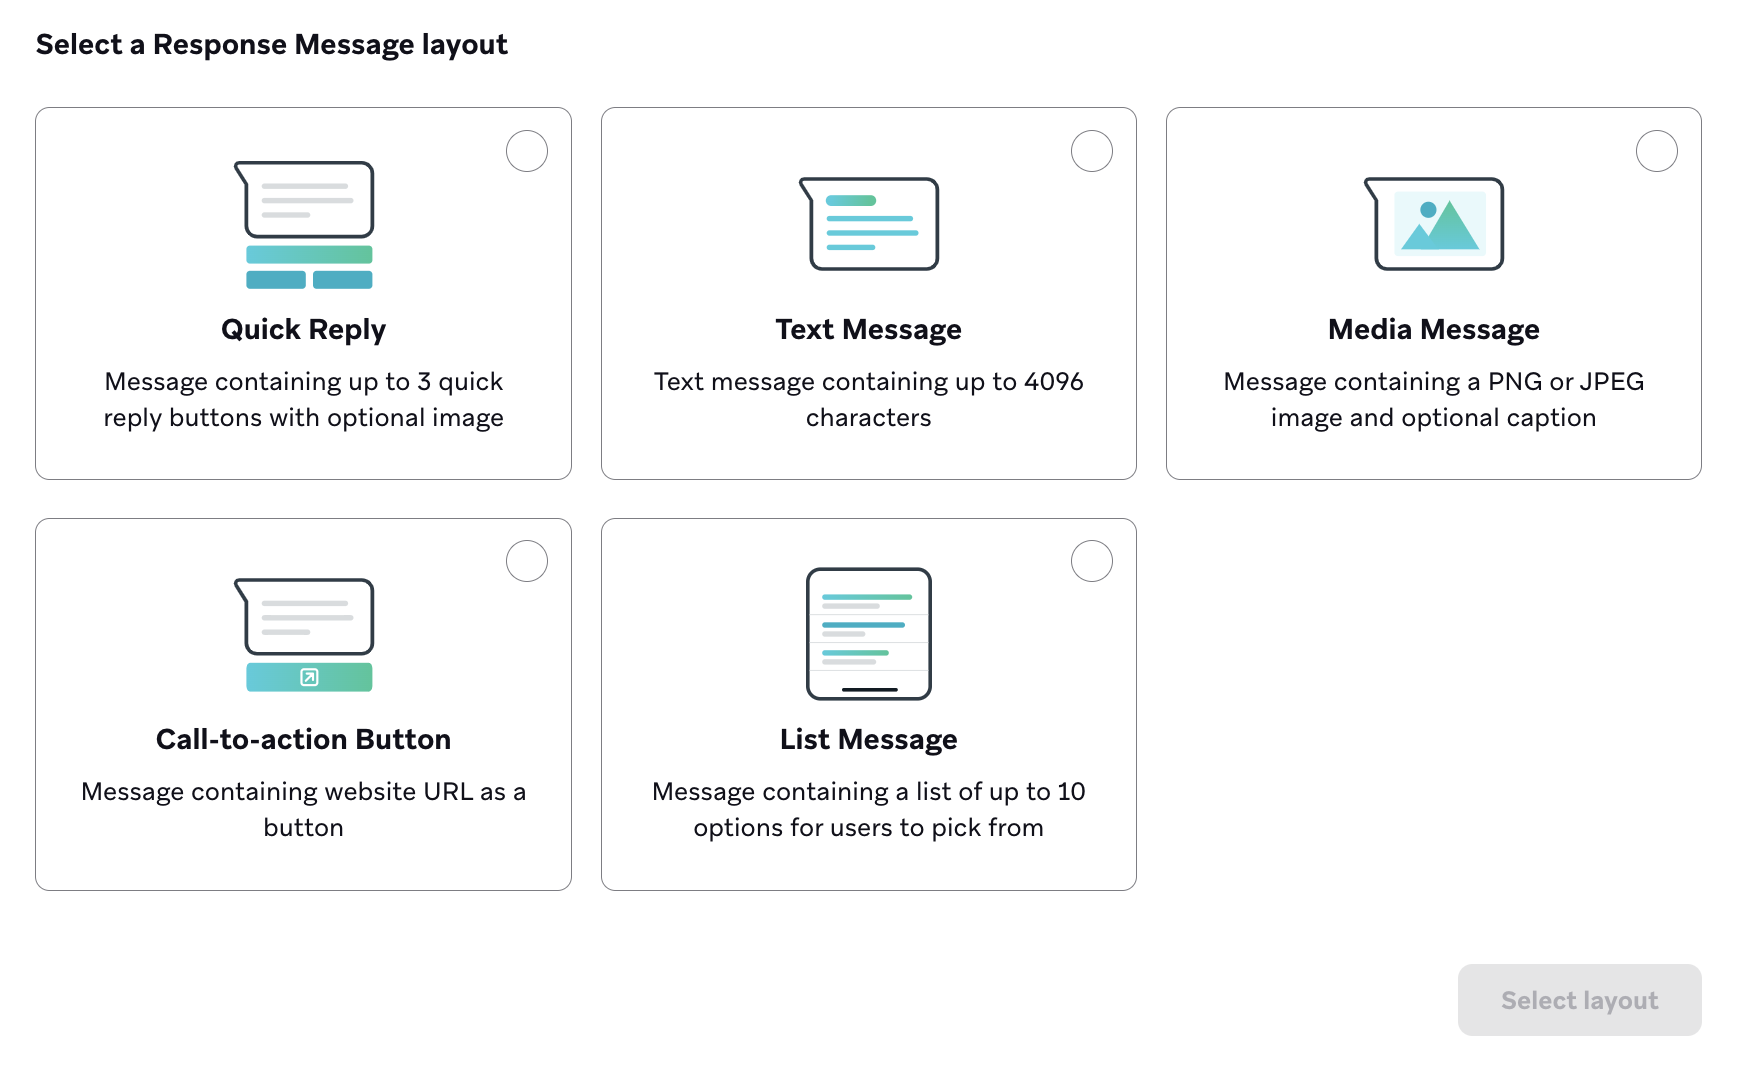 Select a Response Message layout
Quick Reply
Message containing up to 3 quick
reply buttons with optional image
Text Message
Text message containing up to 4096
characters
Media Message
Message containing a PNG or JPEG
image and optional caption
Call-to-action Button
Message containing website URL as a
button
List Message
Message containing a list of up to 10
options for users to pick from
Select layout